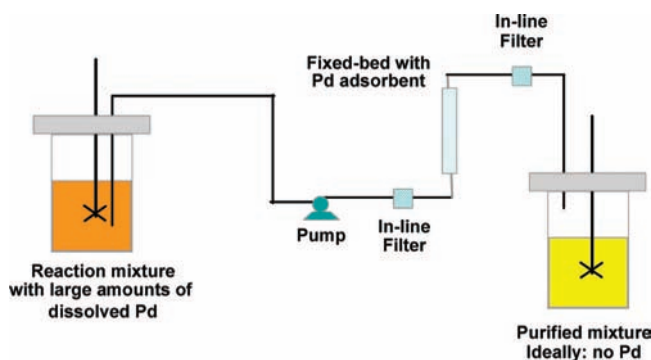 In-line
Filter
Fixed-bed with
Pd adsorbent
Pump
In-line
Filter
Reaction mixture
with large amounts of
dissolved Pd
Purified mixture
Ideally: no Pd